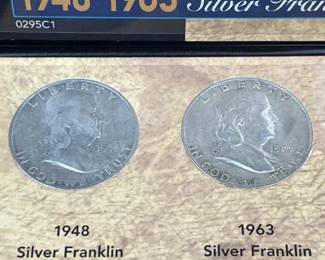 1948 1963 Silver Frankl
0295C1
LIBERTY
LIBERTY
IN GOD WE TRUST
IN GOD WE TRUST
1948
1963
Silver Franklin
Silver Franklin